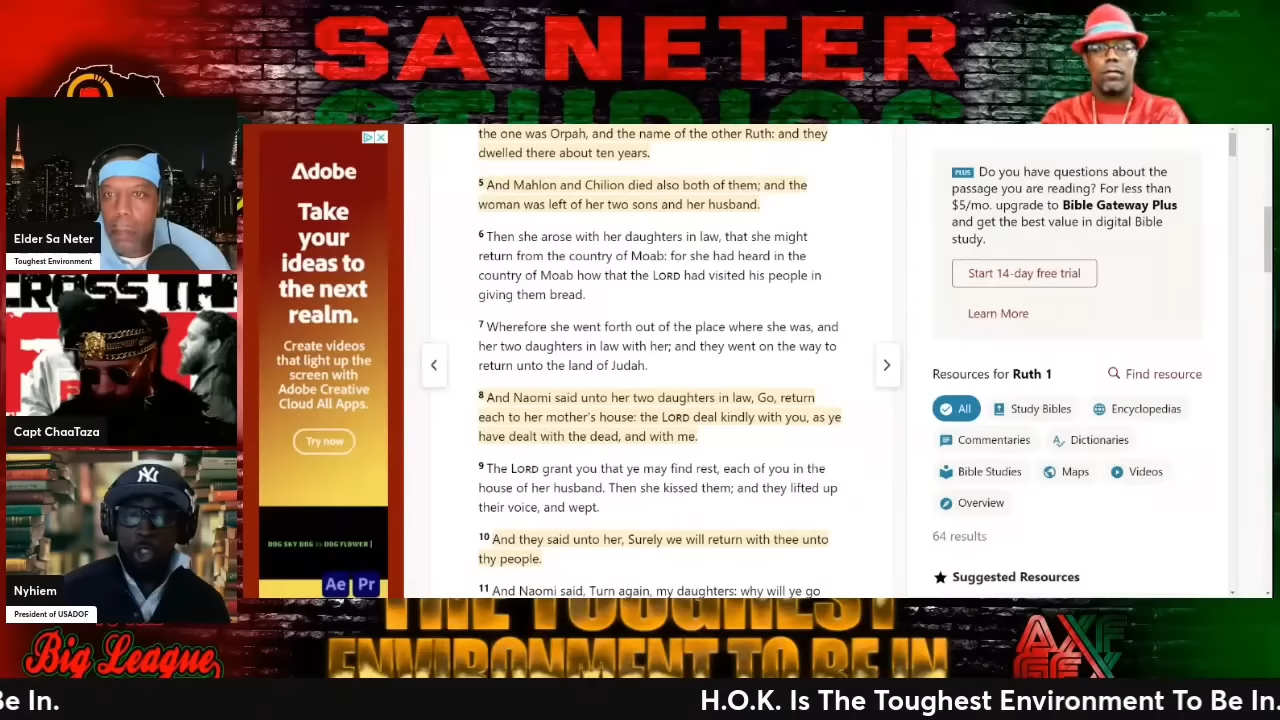 SA NETER
STUDIOS
Elder Sa Neter
Toughest Environment
CROSS THE
Capt ChaaTaza
Nyhiem
President of USADOF
Big League
Adobe
Take
your
ideas to
the next
realm.
Create videos
that light up the
screen with
Adobe Creative
Cloud All Apps.
Try now
DOG SKY DOG >> DOG FLOWER |
Ae Pr
the one was Orpah, and the name of the other Ruth: and they
dwelled there about ten years.
5 And Mahlon and Chilion died also both of them; and the
woman was left of her two sons and her husband.
6 Then she arose with her daughters in law, that she might
return from the country of Moab: for she had heard in the
country of Moab how that the LORD had visited his people in
giving them bread.
7 Wherefore she went forth out of the place where she was, and
her two daughters in law with her; and they went on the way to
return unto the land of Judah.
8 And Naomi said unto her two daughters in law, Go, return
each to her mother's house: the LORD deal kindly with you, as ye
have dealt with the dead, and with me.
9 The LORD grant you that ye may find rest, each of you in the
house of her husband. Then she kissed them; and they lifted up
their voice, and wept.
10 And they said unto her, Surely we will return with thee unto
thy people.
11 And Naomi said, Turn again, my daughters: why will ye go
PLUS Do you have questions about the
passage you are reading? For less than
$5/mo. upgrade to Bible Gateway Plus
and get the best value in digital Bible
study.
Start 14-day free trial
Learn More
Resources for Ruth 1
Find resource
All
Study Bibles
Encyclopedias
Commentaries
Dictionaries
Bible Studies
Maps
Videos
Overview
64 results
Suggested Resources
THE TOUGHEST
ENVIRONMENT TO BE IN
Be In.
H.O.K. Is The Toughest Environment To Be In.